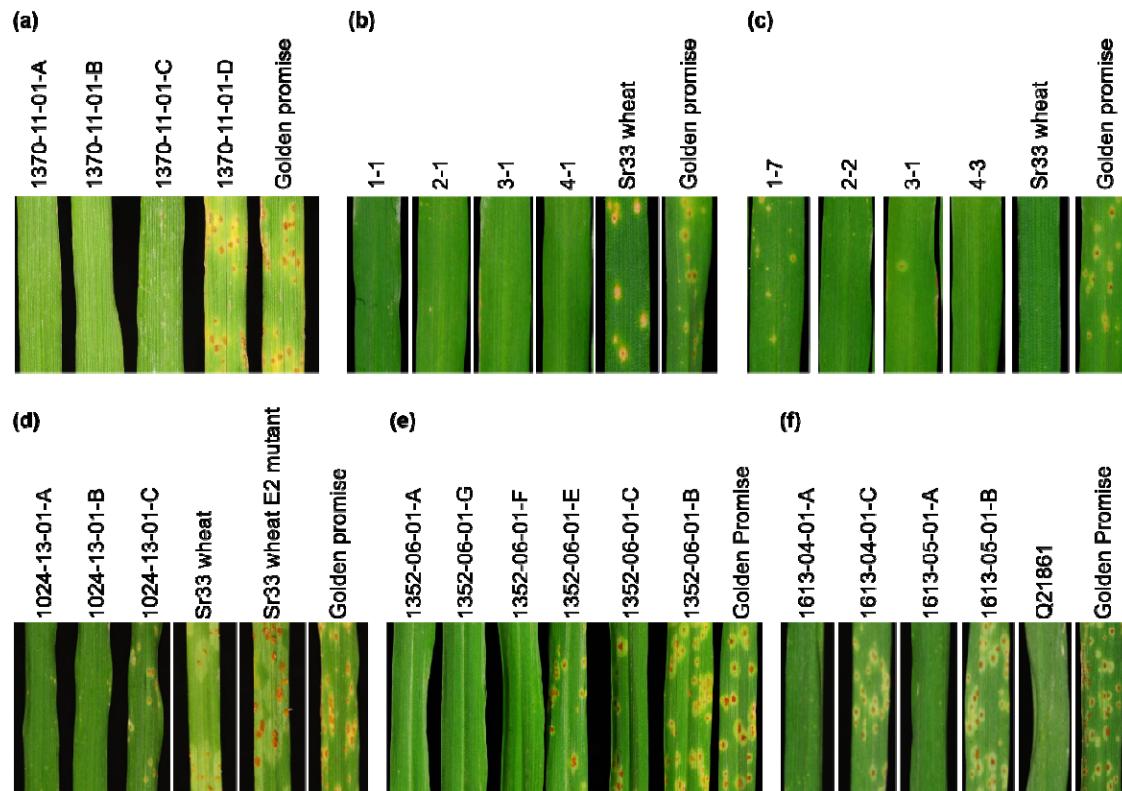 (a)
1370-11-01-A
1370-11-01-B
1370-11-01-C
1370-11-01-D
Golden promise
(b)
1-1
2-1
3-1
4-1
Sr33 wheat
Golden promise
(c)
1-7
2-2
3-1
4-3
Sr33 wheat
Golden promise
(d)
1024-13-01-A
1024-13-01-B
1024-13-01-C
Sr33 wheat
Sr33 wheat E2 mutant
Golden promise
(e)
1352-06-01-A
1352-06-01-G
1352-06-01-F
1352-06-01-E
1352-06-01-C
1352-06-01-B
Golden Promise
(f)
1613-04-01-A
1613-04-01-C
1613-05-01-A
1613-05-01-B
Q21861
Golden Promise